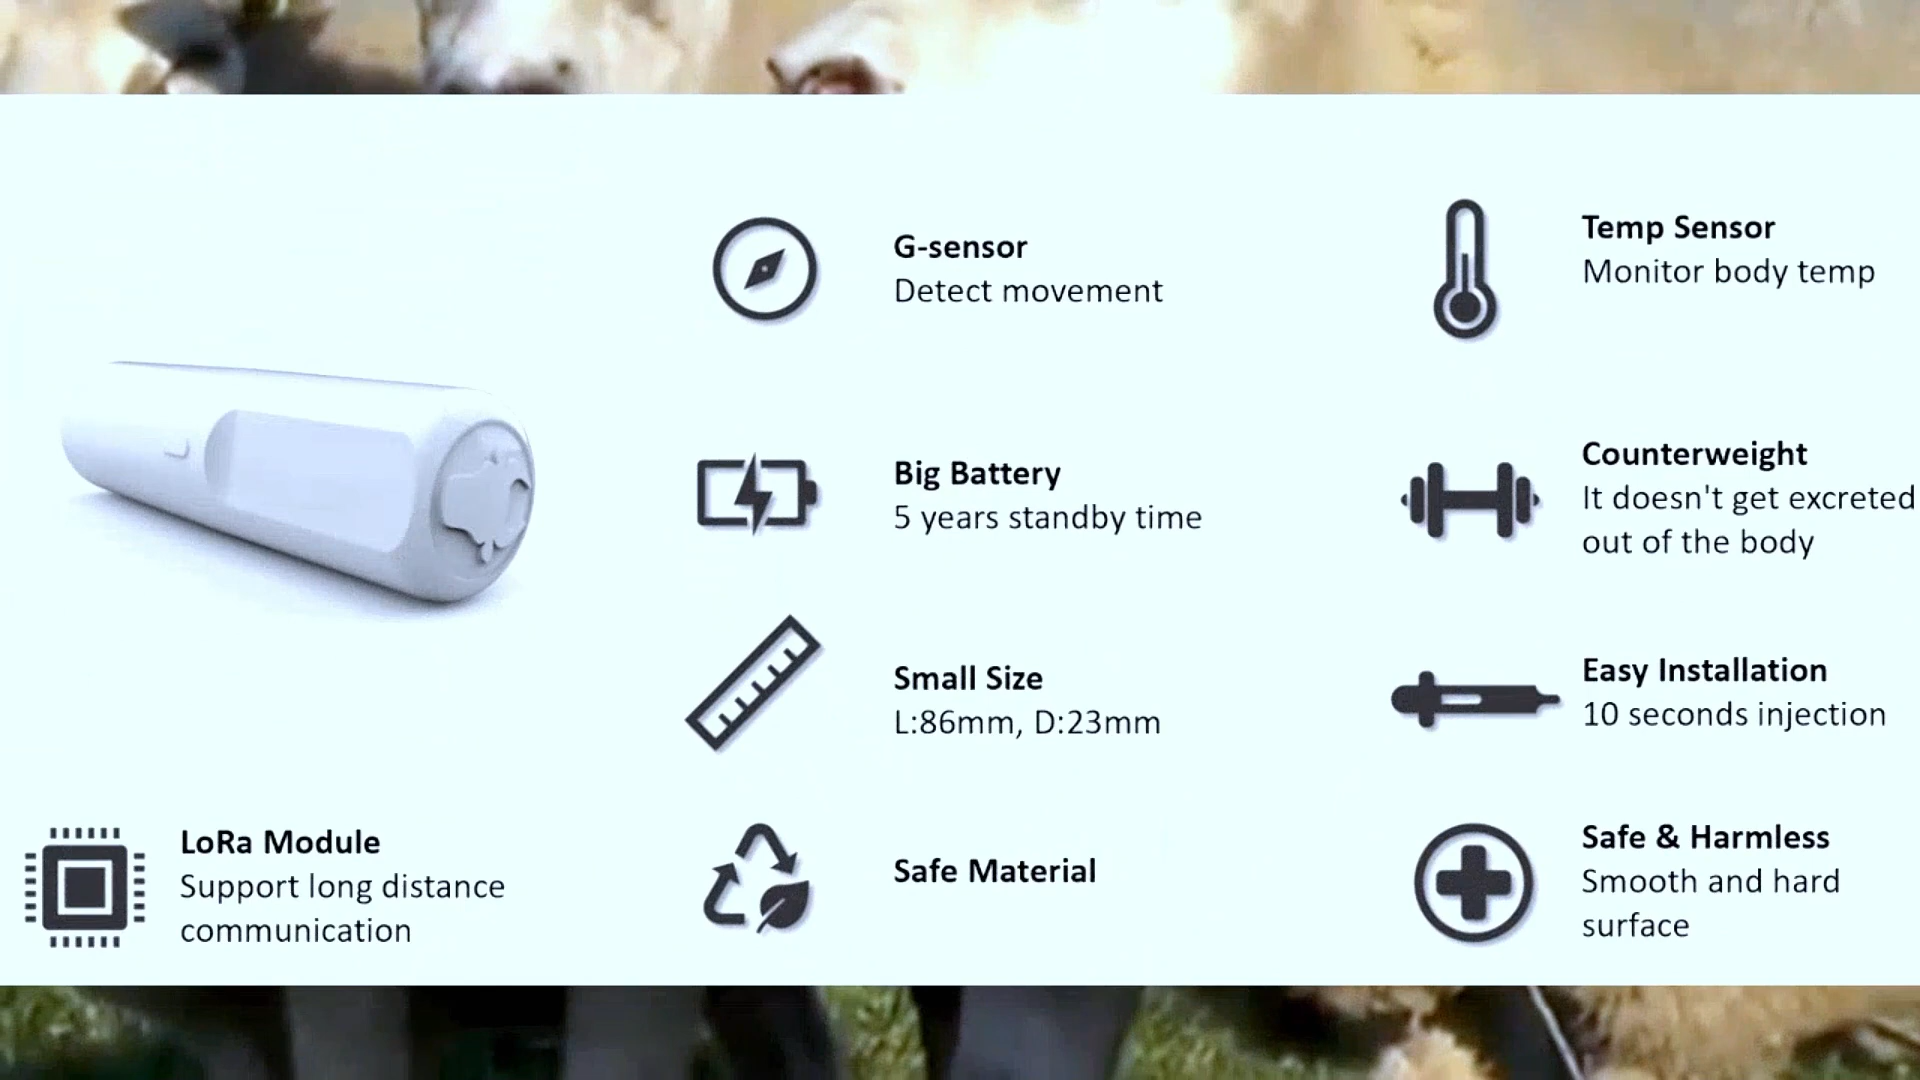 G-sensor
Detect movement
Temp Sensor
Monitor body temp
Big Battery
5 years standby time
Counterweight
It doesn't get excreted
out of the body
Small Size
L:86mm, D:23mm
Easy Installation
10 seconds injection
LoRa Module
Support long distance
communication
Safe Material
Safe & Harmless
Smooth and hard
surface